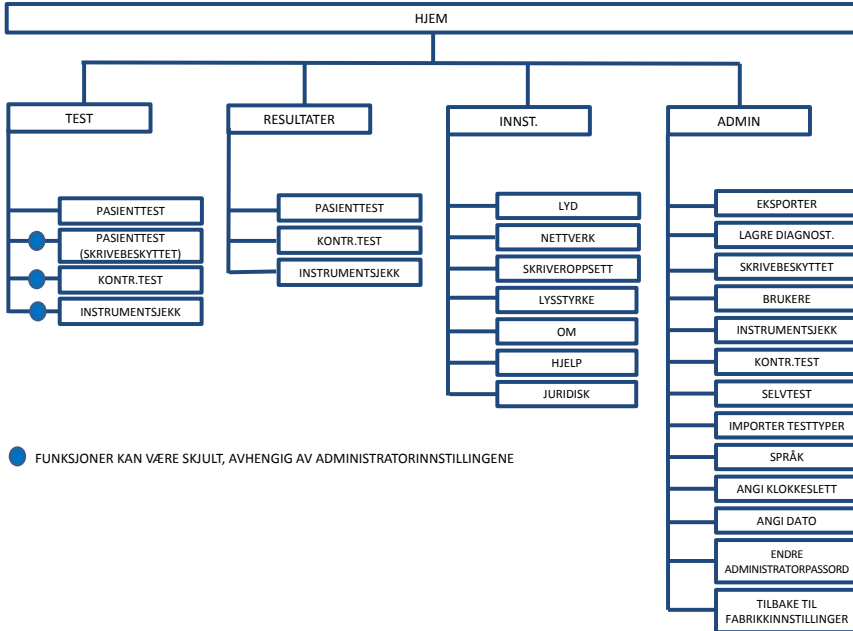 HJEM
TEST
RESULTATER
INNST.
ADMIN
PASIENTTEST
PASIENTTEST
(SKRIVEBESKYTTET)
KONTR.TEST
INSTRUMENTSJEKK
PASIENTTEST
KONTR.TEST
INSTRUMENTSJEKK
LYD
NETTVERK
SKRIVEROPPSETT
LYSSTYRKE
OM
HJELP
JURIDISK
EKSPORTER
LAGRE DIAGNOST.
SKRIVEBESKYTTET
BRUKERE
INSTRUMENTSJEKK
KONTR.TEST
SELVTEST
IMPORTER TESTTYPER
SPRÅK
ANGI KLOKKESLETT
ANGI DATO
ENDRE
ADMINISTRATORPASSORD
TILBAKE TIL
FABRIKKINNSTILLINGER
FUNKSJONER KAN VÆRE SKJULT, AVHENGIG AV ADMINISTRATORINNSTILLINGENE